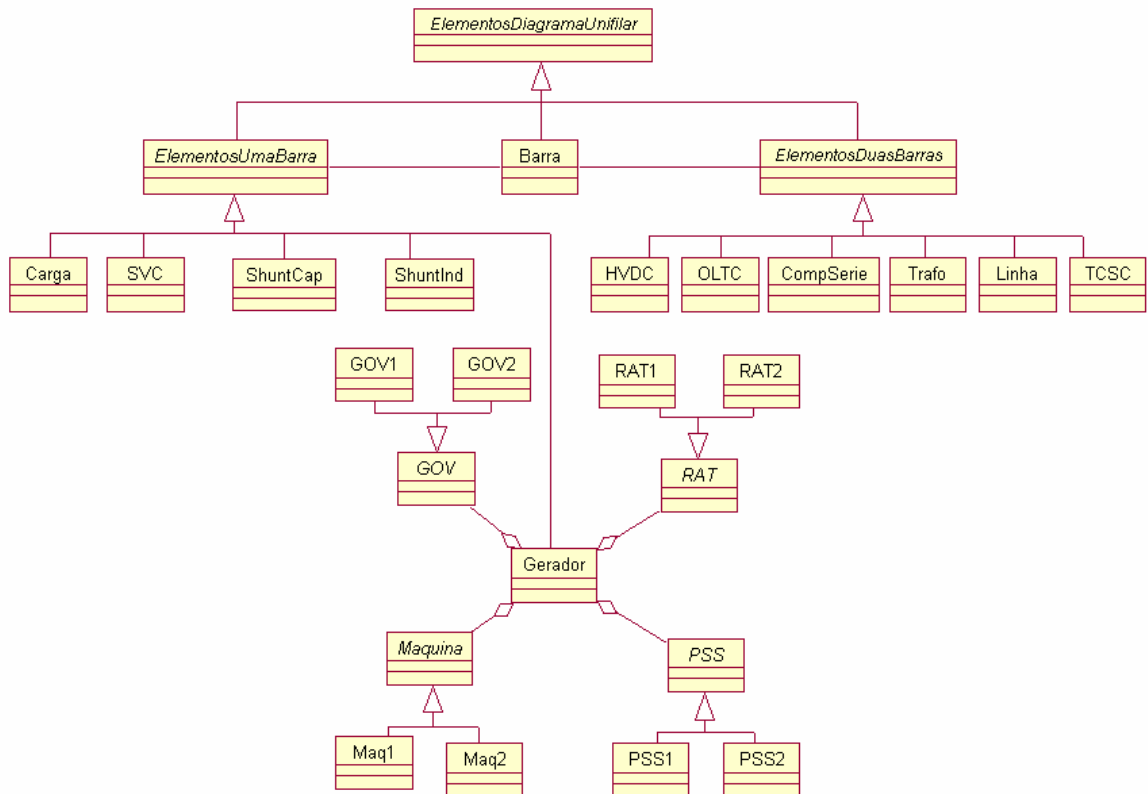 ElementosDiagramaUnifilar
ElementosUmaBarra
Barra
ElementosDuasBarras
Carga
SVC
ShuntCap
ShuntInd
HVDC
OLTC
CompSerie
Trafo
Linha
TCSC
GOV1
GOV2
RAT1
RAT2
GOV
RAT
Gerador
Maquina
PSS
Maq1
Maq2
PSS1
PSS2